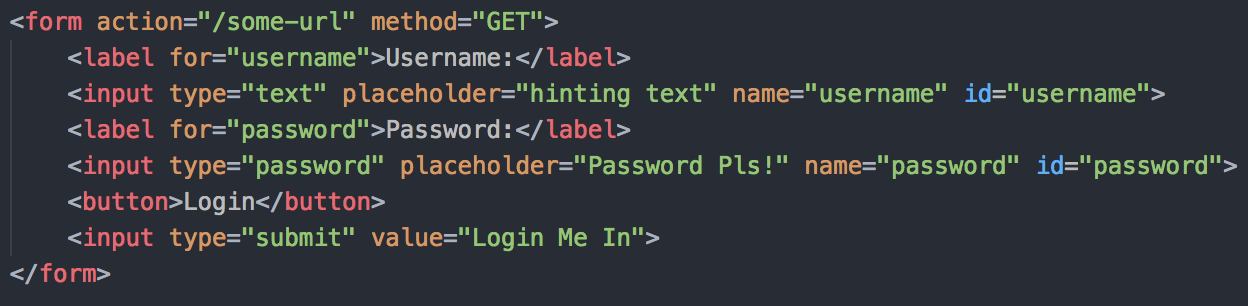 <form action="/some-url" method="GET">
<label for="username">Username:</label>
<input type="text" placeholder="hinting text" name="username" id="username">
<label for="password">Password:</label>
<input type="password" placeholder="Password Pls!" name="password" id="password">
<button>Login</button>
<input type="submit" value="Login Me In">
</form>